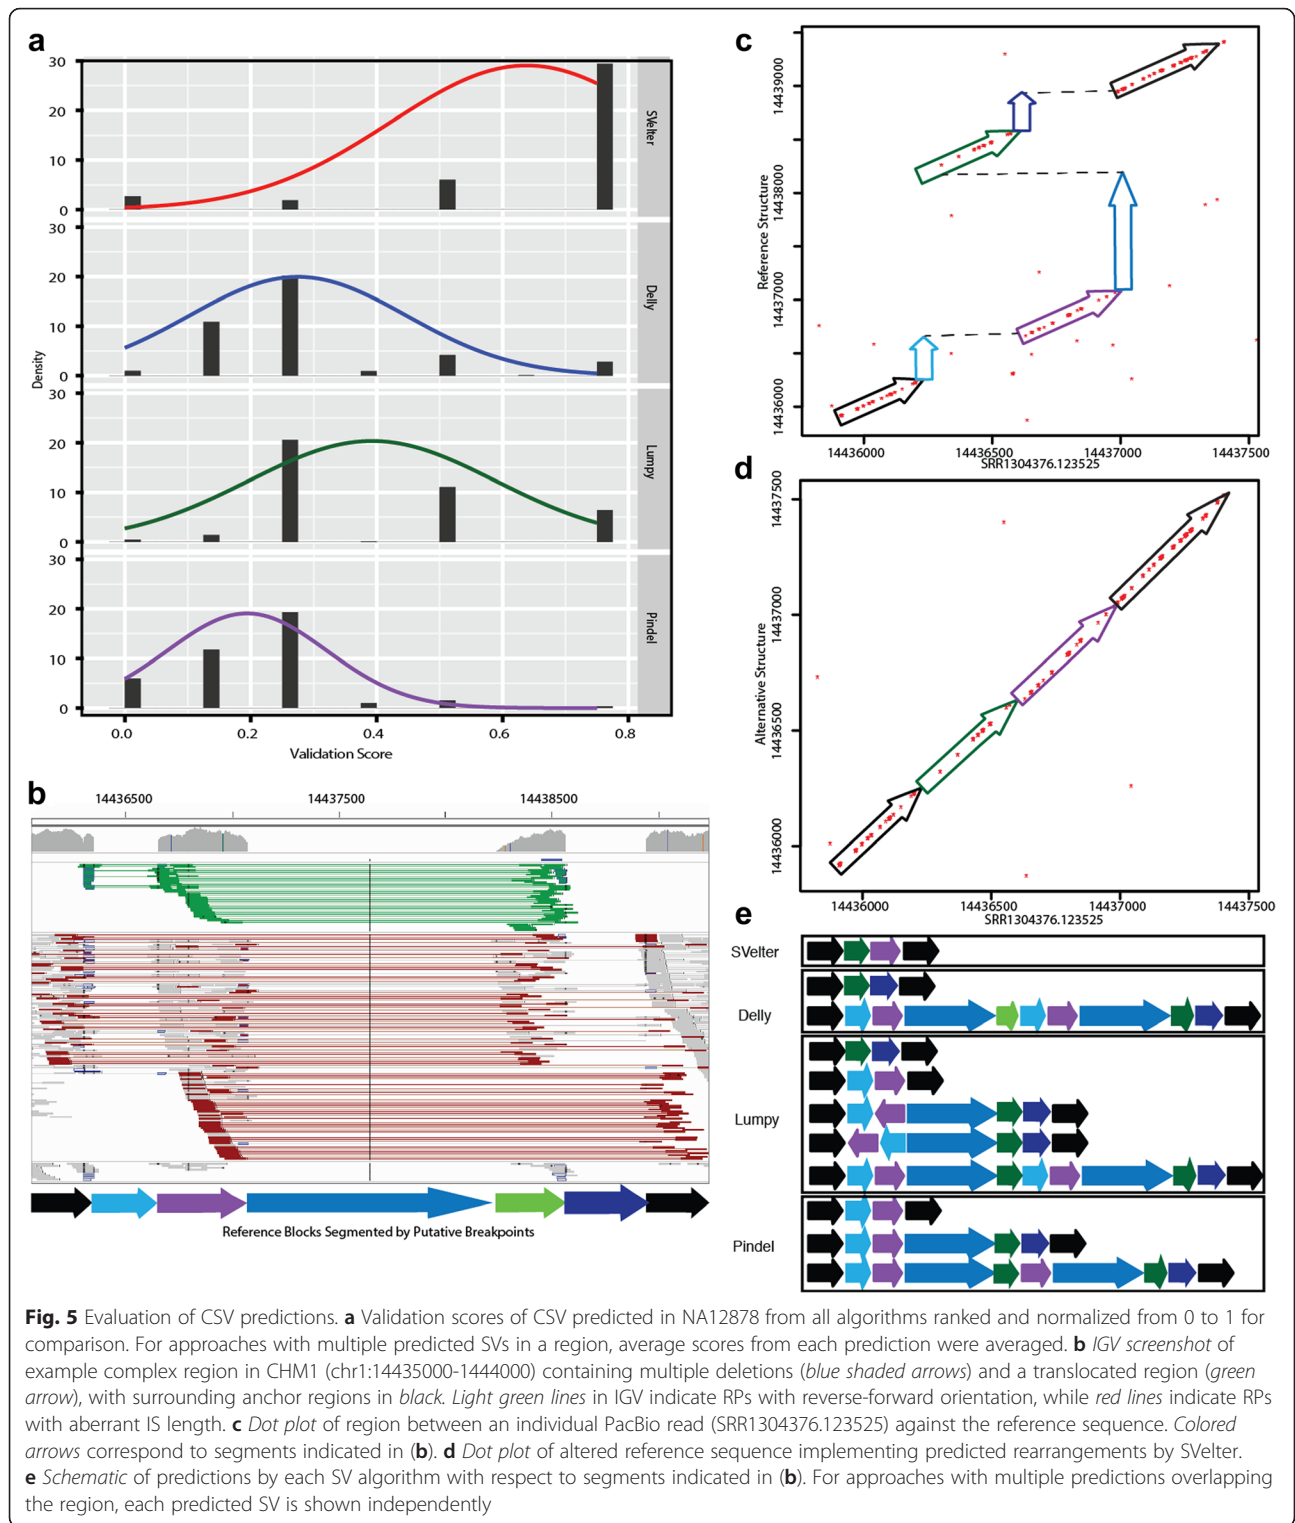 a
30
20
10
0
SVelter
30
20
10
0
Delly
30
20
10
0
Lumpy
30
20
10
0
Pindel
Density
0.0 0.2 0.4 0.6 0.8
Validation Score
b
14436500 14437500 14438500
Reference Blocks Segmented by Putative Breakpoints
c
Reference Structure
14436000 14437000 14438000 14439000
14436000 14436500 14437000 14437500
SRR1304376.123525
d
Alternative Structure
14436000 14436500 14437000 14437500
14436000 14436500 14437000 14437500
SRR1304376.123525
e
SVelter
Delly
Lumpy
Pindel
Fig. 5 Evaluation of CSV predictions. a Validation scores of CSV predicted in NA12878 from all algorithms ranked and normalized from 0 to 1 for
comparison. For approaches with multiple predicted SVs in a region, average scores from each prediction were averaged. b IGV screenshot of
example complex region in CHM1 (chr1:14435000-1444000) containing multiple deletions (blue shaded arrows) and a translocated region (green
arrow), with surrounding anchor regions in black. Light green lines in IGV indicate RPs with reverse-forward orientation, while red lines indicate RPs
with aberrant IS length. c Dot plot of region between an individual PacBio read (SRR1304376.123525) against the reference sequence. Colored
arrows correspond to segments indicated in (b). d Dot plot of altered reference sequence implementing predicted rearrangements by SVelter.
e Schematic of predictions by each SV algorithm with respect to segments indicated in (b). For approaches with multiple predictions overlapping
the region, each predicted SV is shown independently